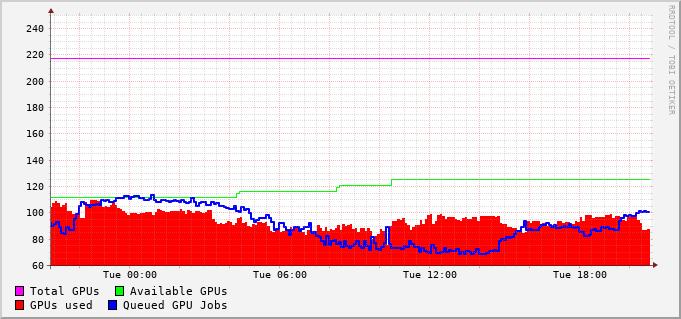 RRDTOOL / TOBI OETIKER
240
220
200
180
160
140
120
100
80
60
Tue 00:00 Tue 06:00 Tue 12:00 Tue 18:00
Total GPUs Available GPUs
GPUs used Queued GPU Jobs